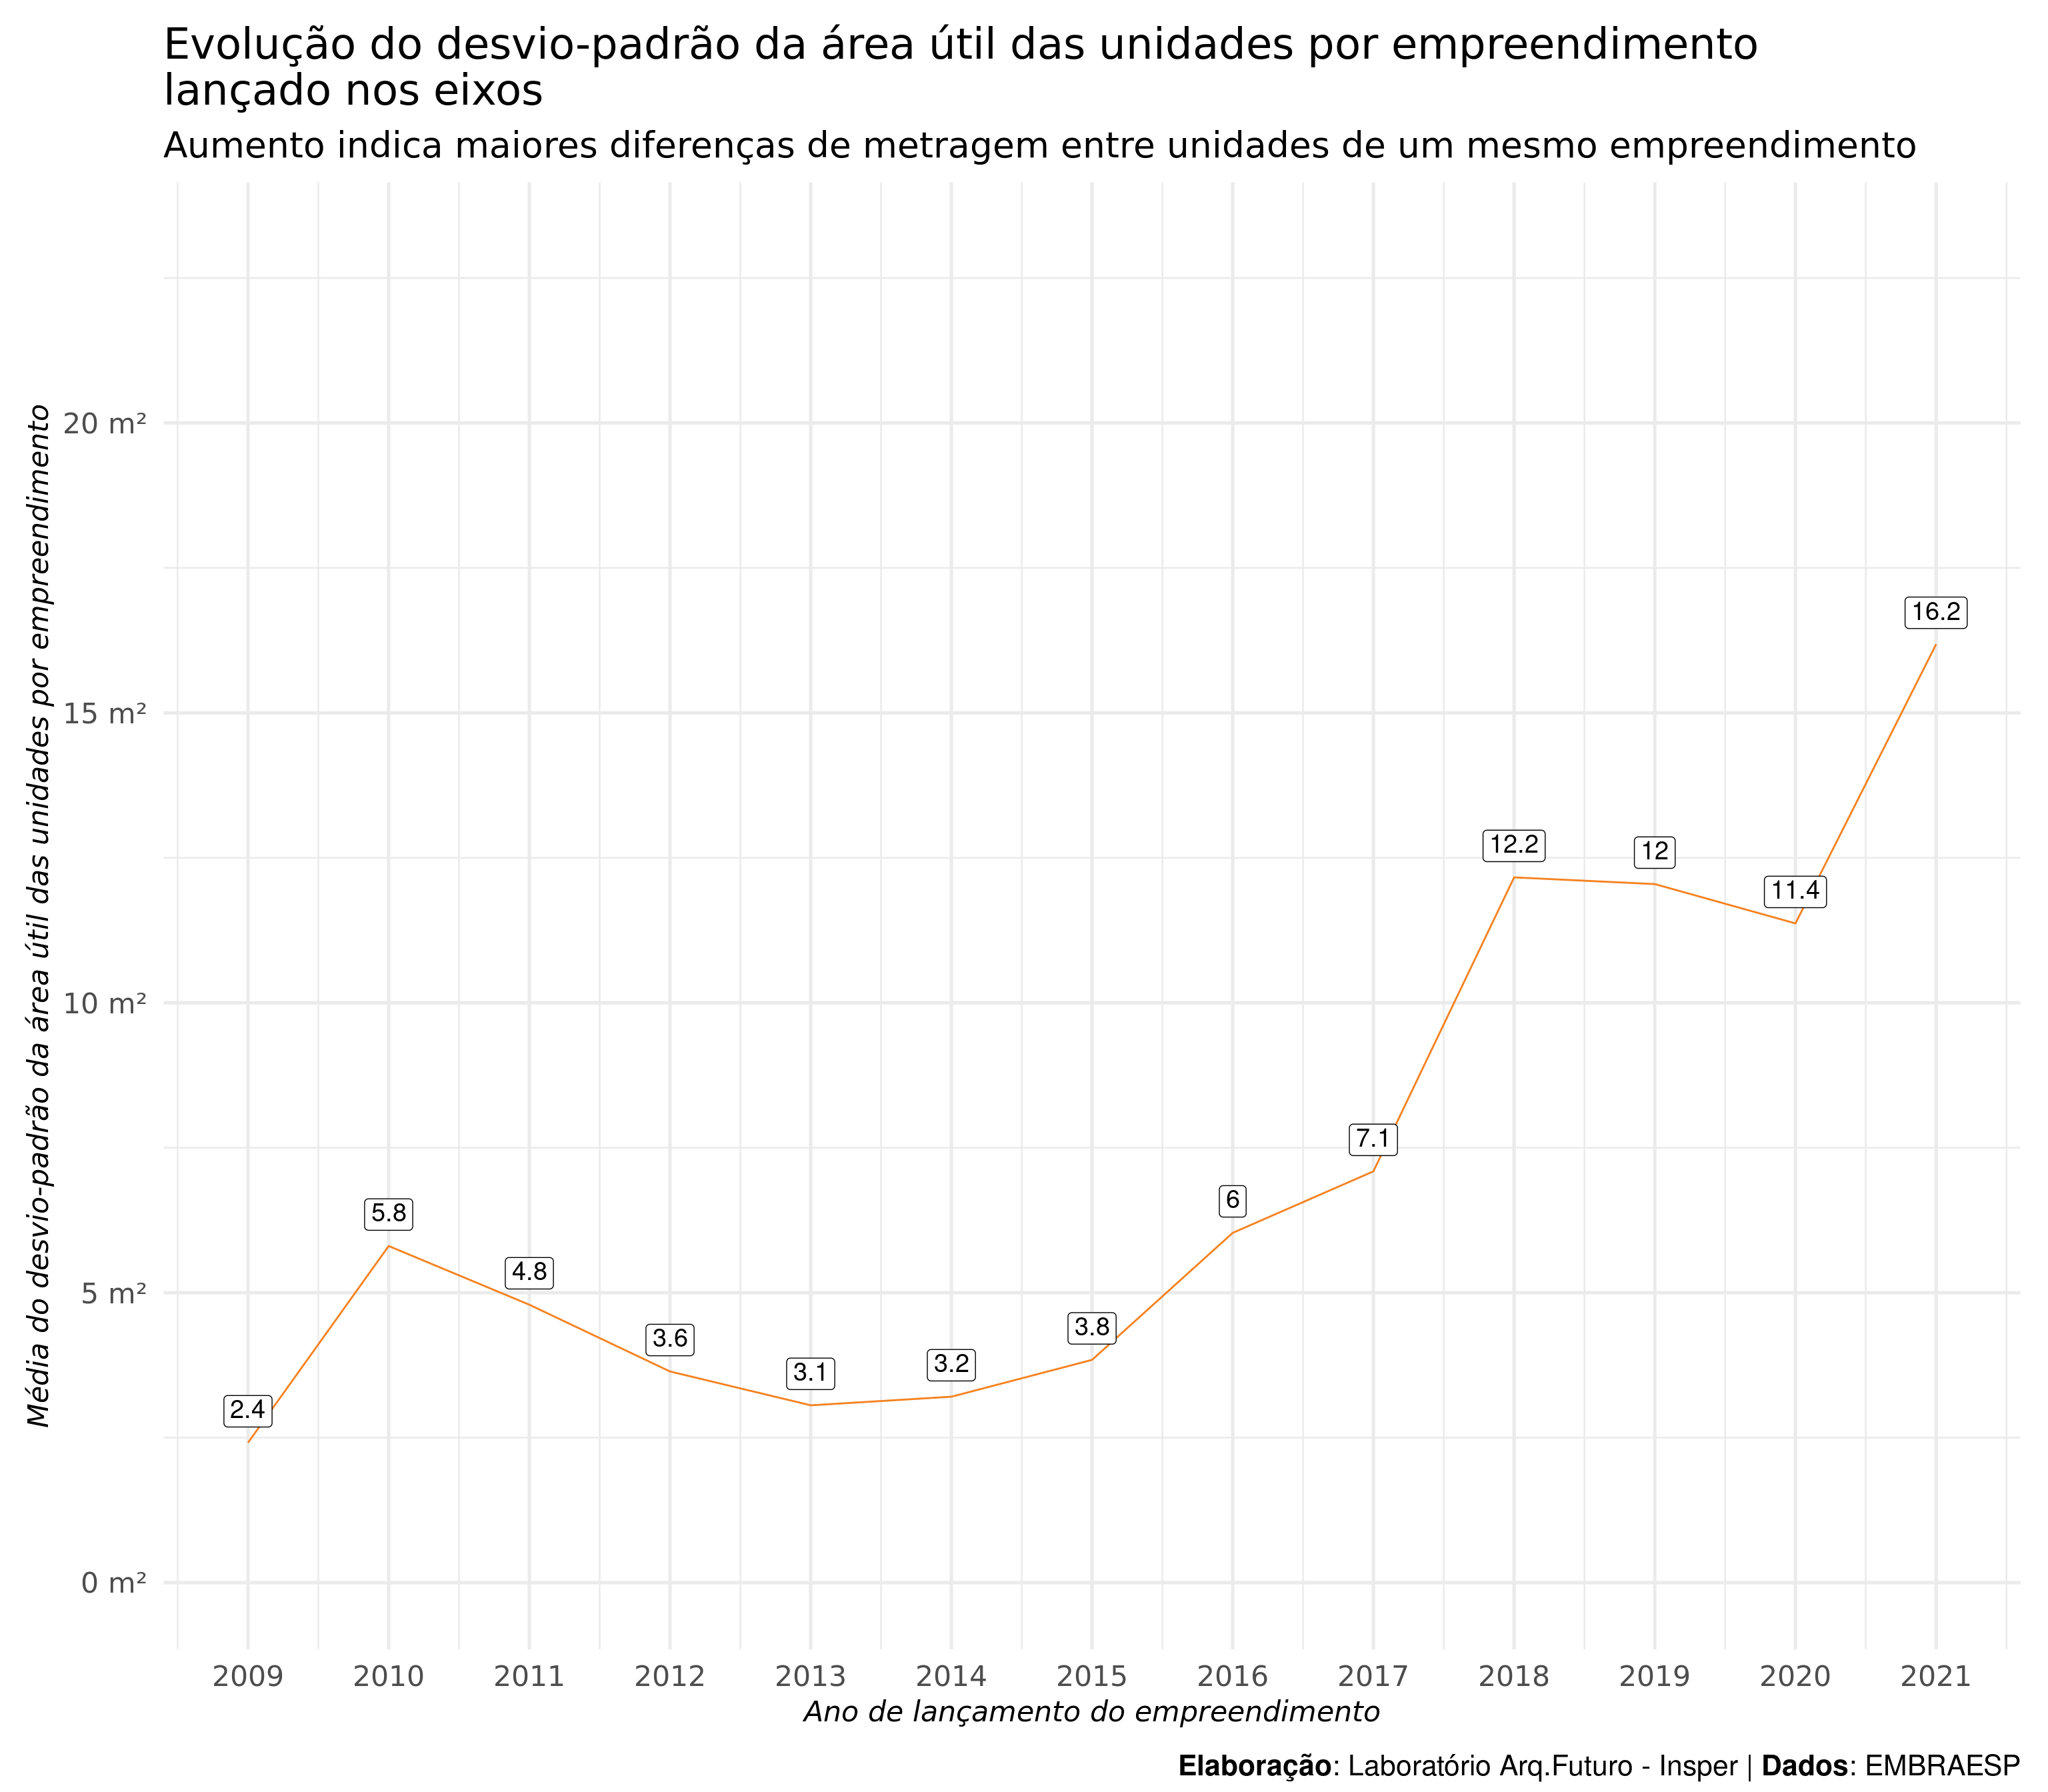 Evolução do desvio-padrão da área útil das unidades por empreendimento
lançado nos eixos
Aumento indica maiores diferenças de metragem entre unidades de um mesmo empreendimento
Média do desvio-padrão da área útil das unidades por empreendimento
20 m²
15 m²
10 m²
5 m²
0 m²
2.4
5.8
4.8
3.6
3.1
3.2
3.8
6
7.1
12.2
12
11.4
16.2
2009 2010 2011 2012 2013 2014 2015 2016 2017 2018 2019 2020 2021
Ano de lançamento do empreendimento
Elaboração: Laboratório Arq.Futuro - Insper | Dados: EMBRAESP